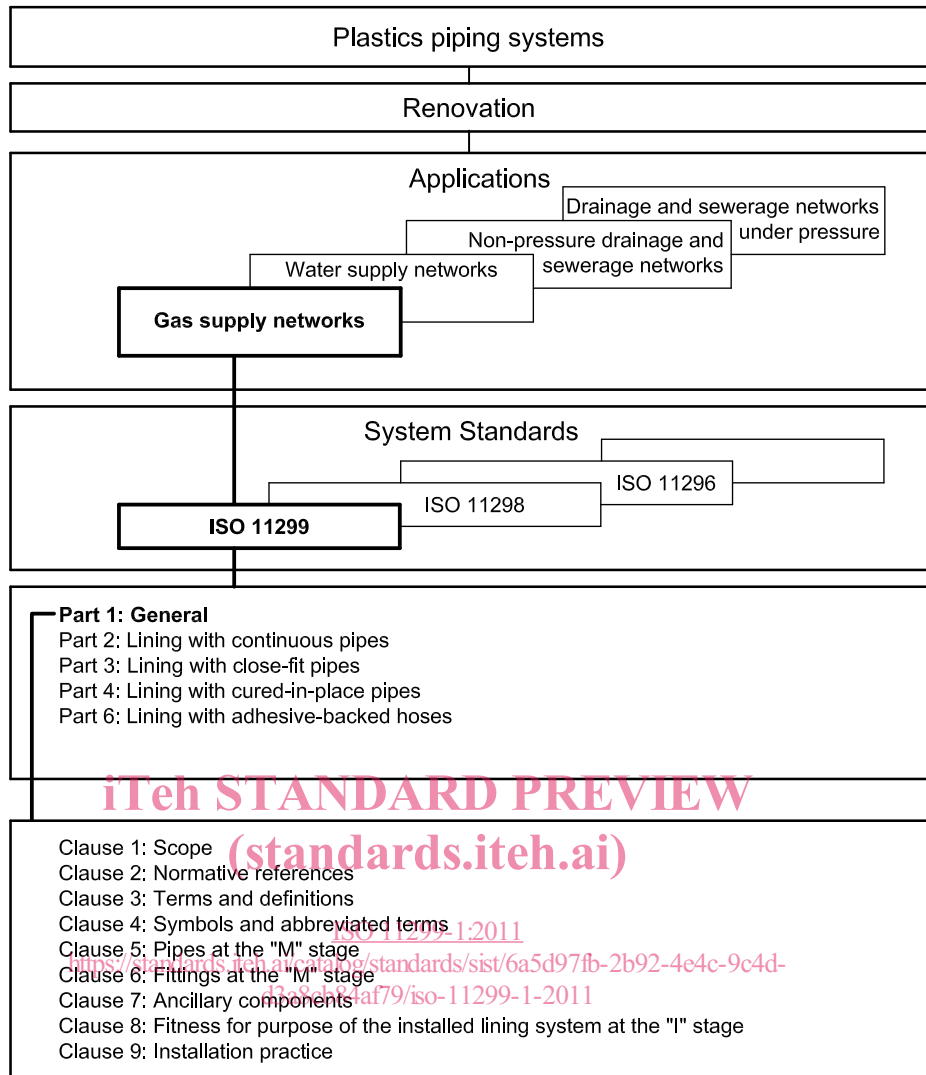 Plastics piping systems
Renovation
Applications
Drainage and sewerage networks
under pressure
Non-pressure drainage and
sewerage networks
Water supply networks
Gas supply networks
System Standards
ISO 11296
ISO 11298
ISO 11299
Part 1: General
Part 2: Lining with continuous pipes
Part 3: Lining with close-fit pipes
Part 4: Lining with cured-in-place pipes
Part 6: Lining with adhesive-backed hoses
iTeh STANDARD PREVIEW
(standards.iteh.ai)
Clause 1: Scope
Clause 2: Normative references
Clause 3: Terms and definitions
Clause 4: Symbols and abbreviated terms
ISO 11299-1:2011
Clause 5: Pipes at the "M" stage
https://standards.iteh.ai/catalog/standards/sist/6a5d97fb-2b92-4e4c-9c4d-
Clause 6: Fittings at the "M" stage
d3a8cb84af79/iso-11299-1-2011
Clause 7: Ancillary components
Clause 8: Fitness for purpose of the installed lining system at the "I" stage
Clause 9: Installation practice